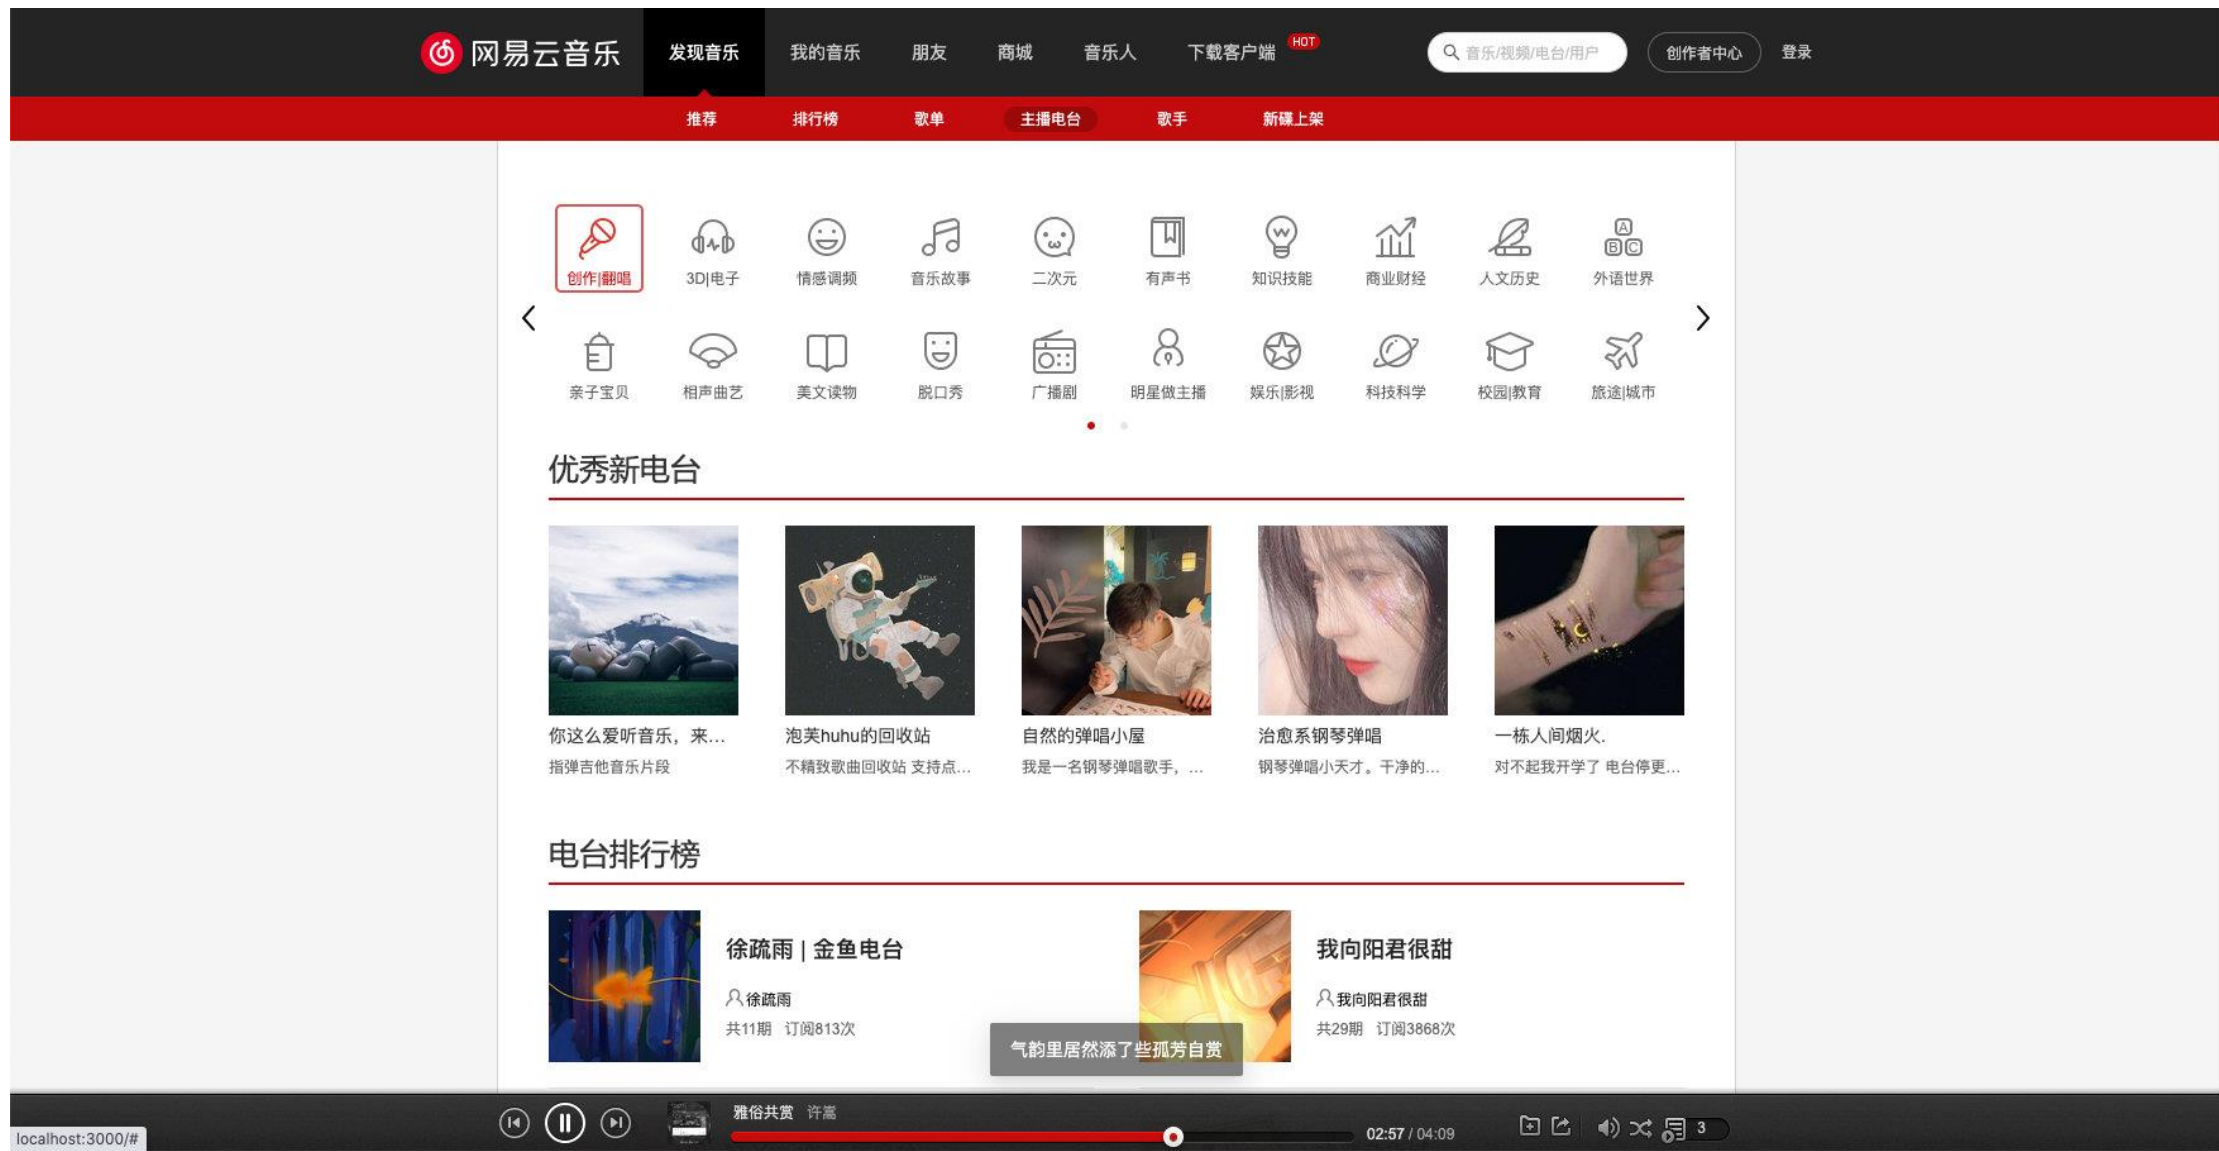 网易云音乐 发现音乐 我的音乐 朋友 商城 音乐人 下载客户端 HOT 音乐/视频/电台/用户 创作者中心 登录
推荐 排行榜 歌单 主播电台 歌手 新碟上架
创作|翻唱 3D|电子 情感调频 音乐故事 二次元 有声书 知识技能 商业财经 人文历史 外语世界
亲子宝贝 相声曲艺 美文读物 脱口秀 广播剧 明星做主播 娱乐|影视 科技科学 校园|教育 旅途|城市
优秀新电台
你这么爱听音乐，来... 泡芙huhu的回收站 自然的弹唱小屋 治愈系钢琴弹唱 一栋人间烟火.
指弹吉他音乐片段 不精致歌曲回收站 支持点... 我是一名钢琴弹唱歌手，... 钢琴弹唱小天才。干净的... 对不起我开学了 电台停更...
电台排行榜
徐疏雨 | 金鱼电台 我向阳君很甜
徐疏雨 我向阳君很甜
共11期 订阅813次 共29期 订阅3868次
气韵里居然添了些孤芳自赏
雅俗共赏 许嵩
02:57 / 04:09 3
localhost:3000/#